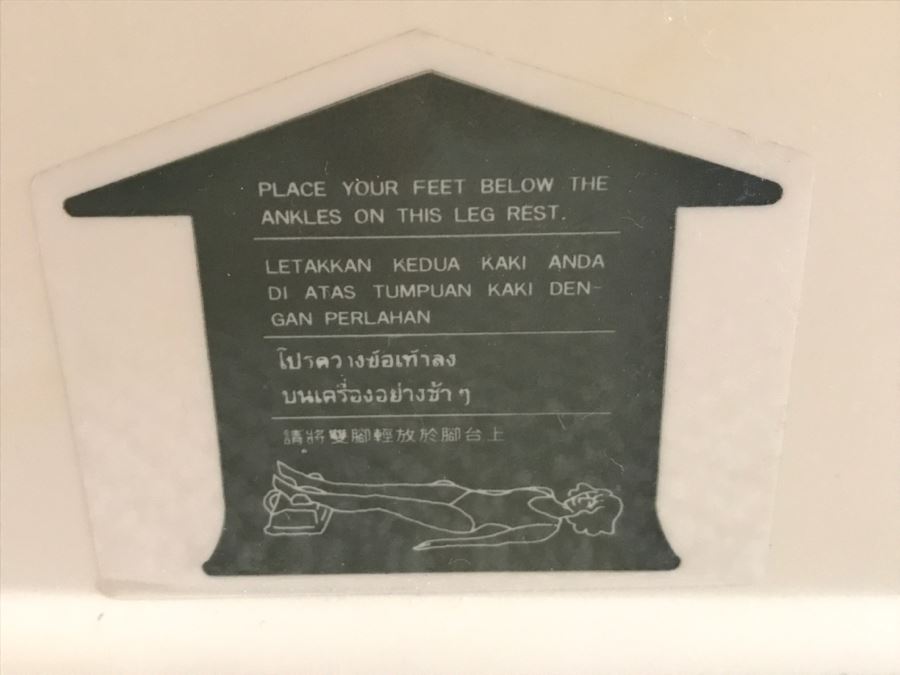 PLACE YOUR FEET BELOW THE
ANKLES ON THIS LEG REST.
LETAKKAN KEDUA KAKI ANDA
DI ATAS TUMPUAN KAKI DEN-
GAN PERLAHAN
โปรดวางข้อเท้าลง
บนเครื่องอย่างช้า ๆ
請將雙腳輕放於腳台上